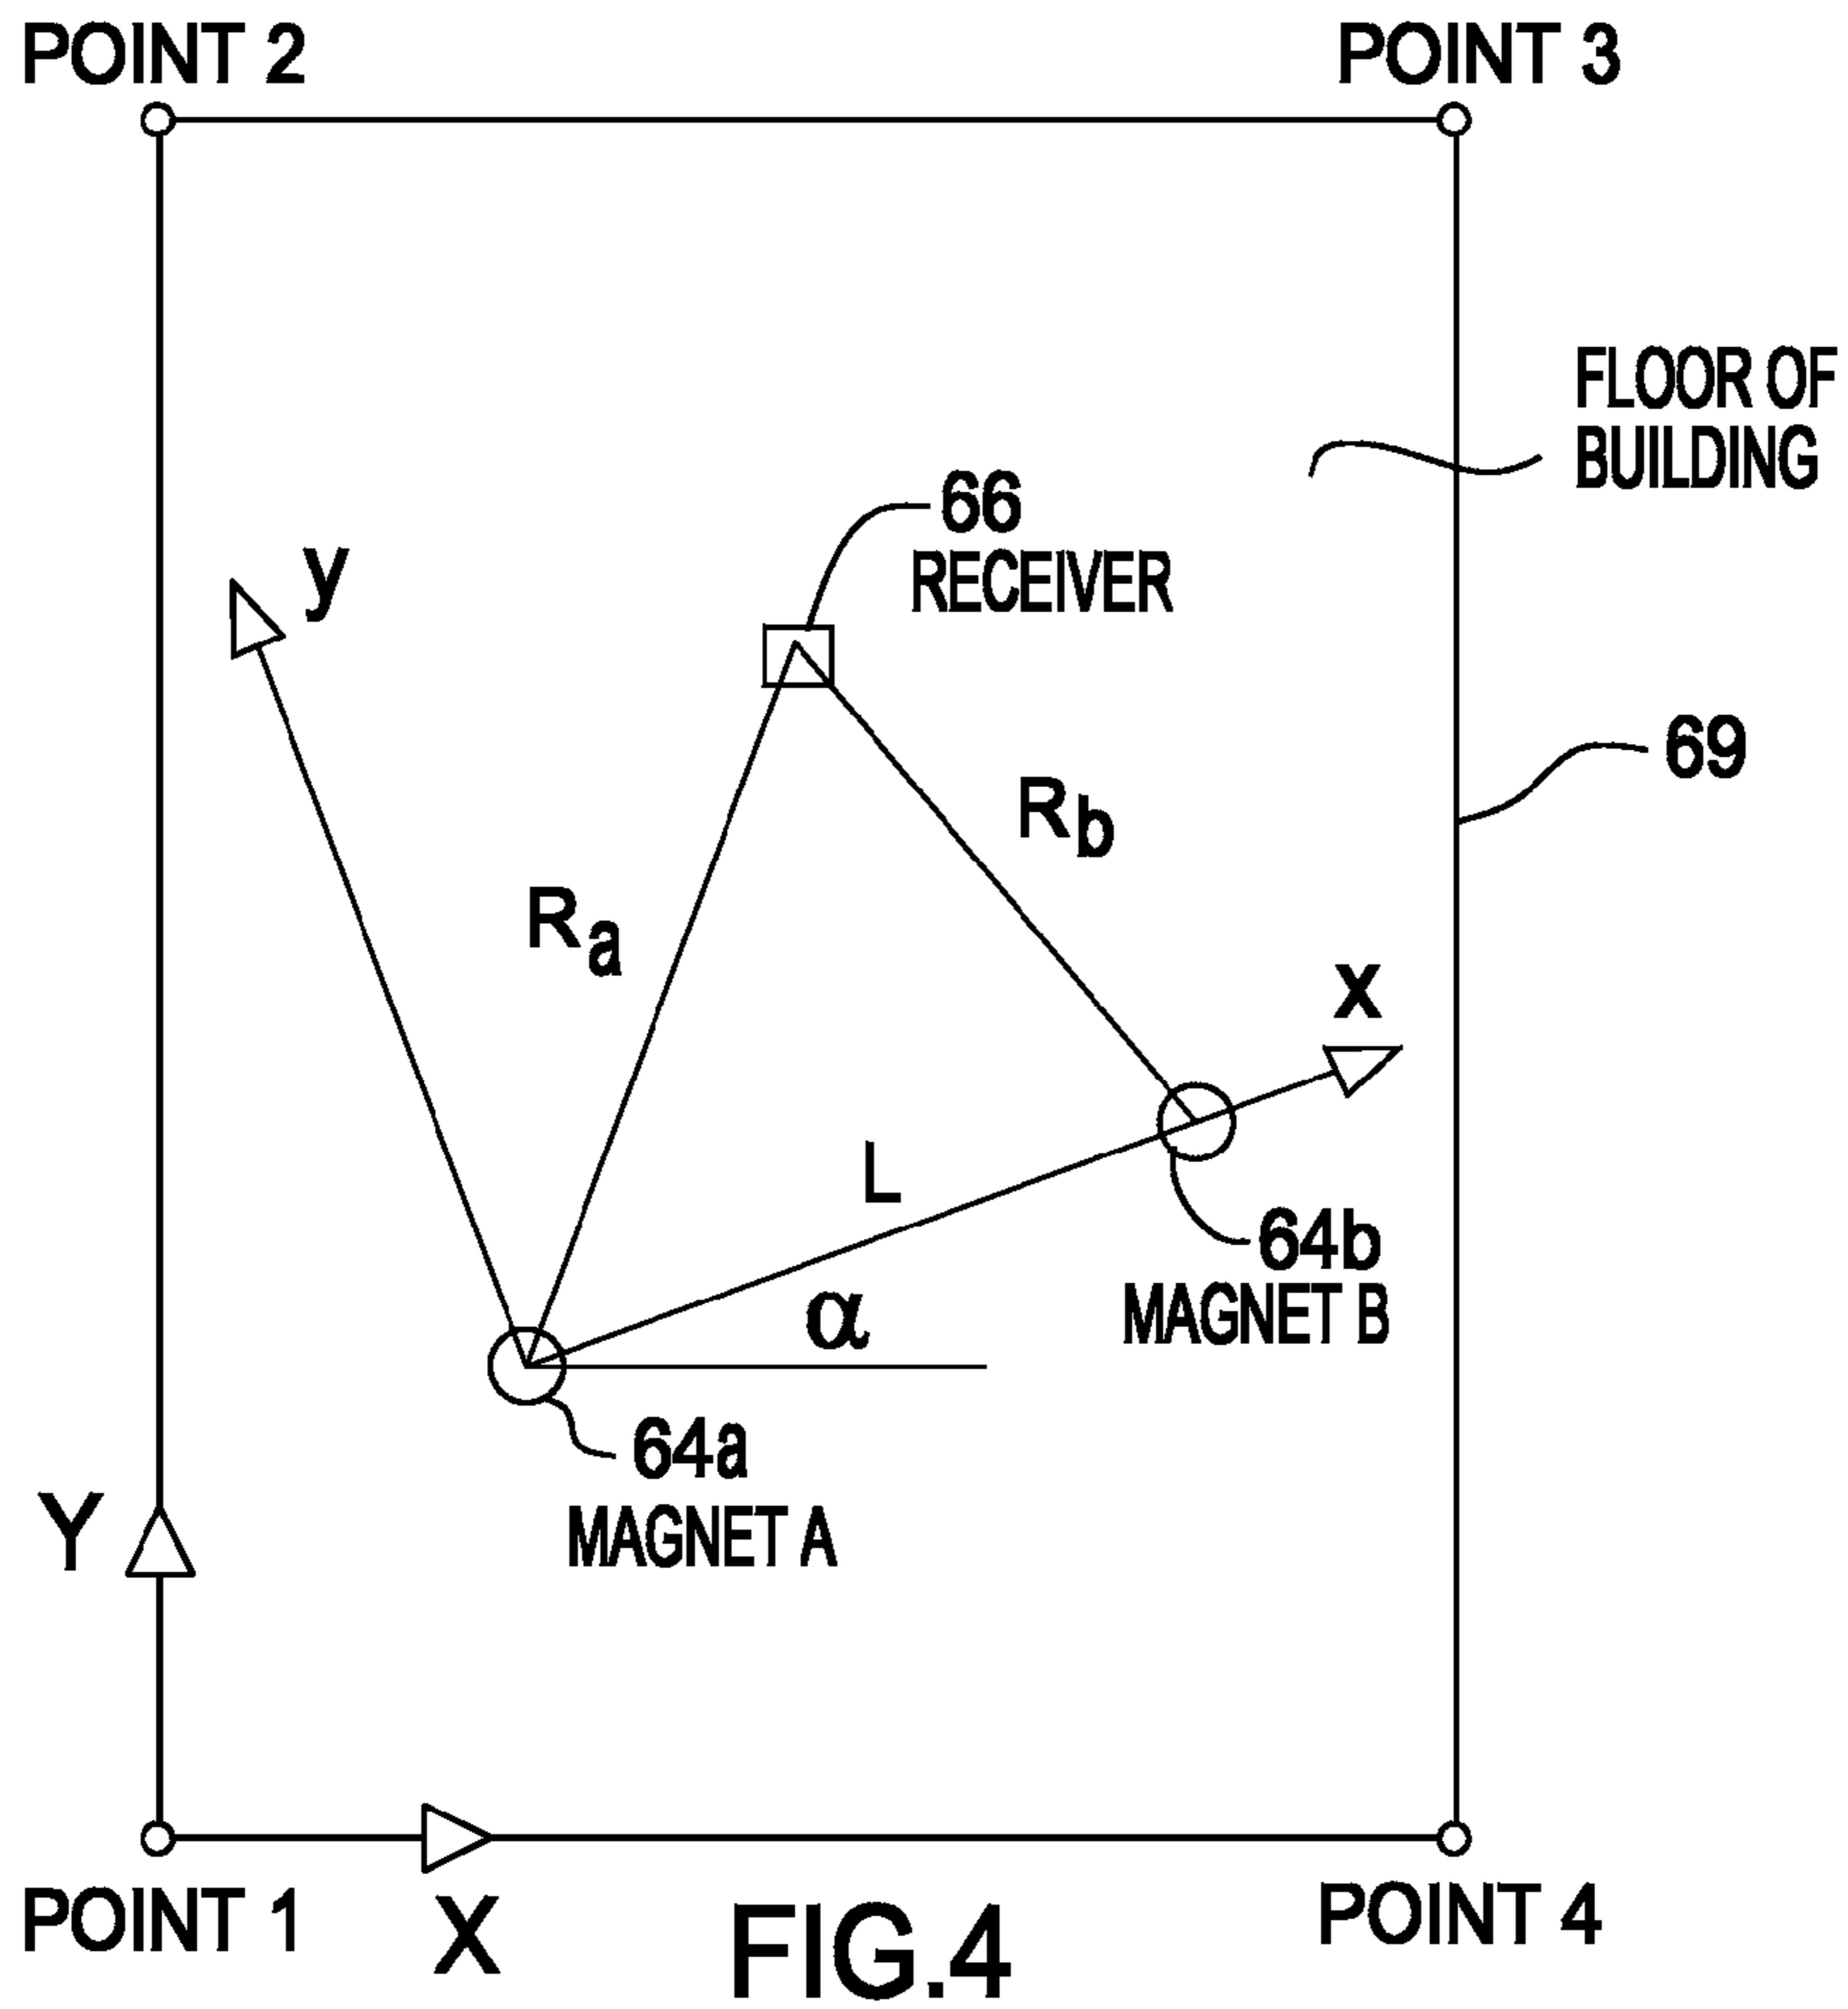 POINT 2
POINT 3
FLOOR OF
BUILDING
66
RECEIVER
y
69
Rb
Ra
x
L
64b
MAGNET B
α
64a
MAGNET A
Y
POINT 1
X
POINT 4
FIG.4